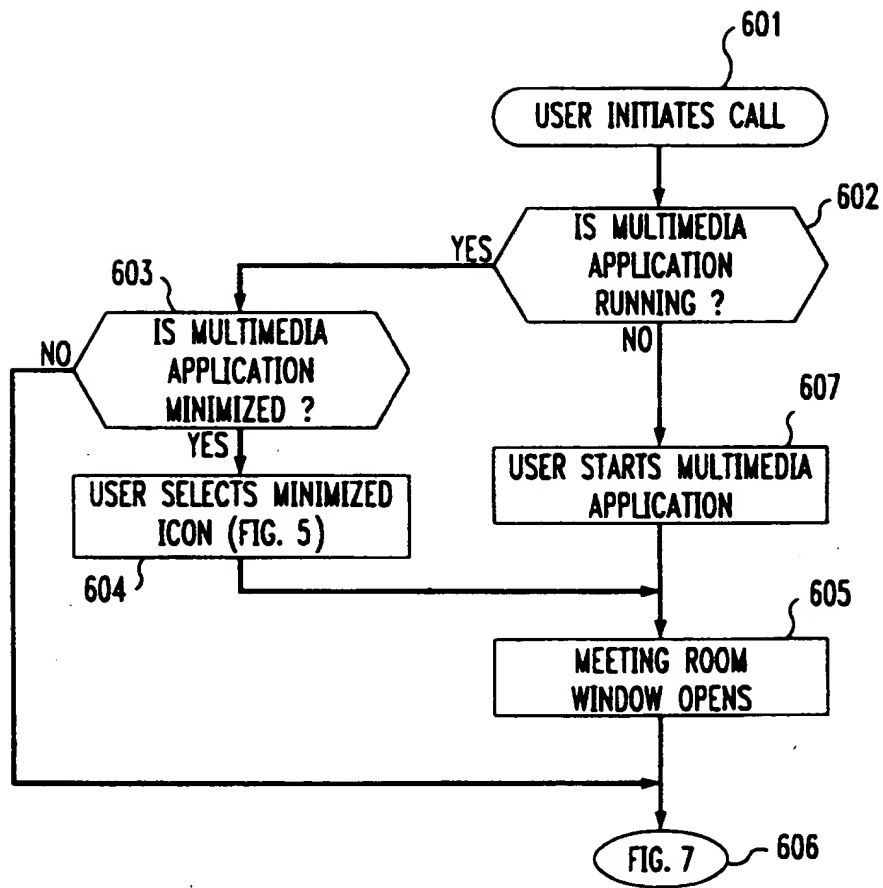 601
USER INITIATES CALL
602
IS MULTIMEDIA
APPLICATION
RUNNING ?
YES
NO
603
IS MULTIMEDIA
APPLICATION
MINIMIZED ?
NO
YES
607
USER STARTS MULTIMEDIA
APPLICATION
USER SELECTS MINIMIZED
ICON (FIG. 5)
604
605
MEETING ROOM
WINDOW OPENS
FIG. 7
606